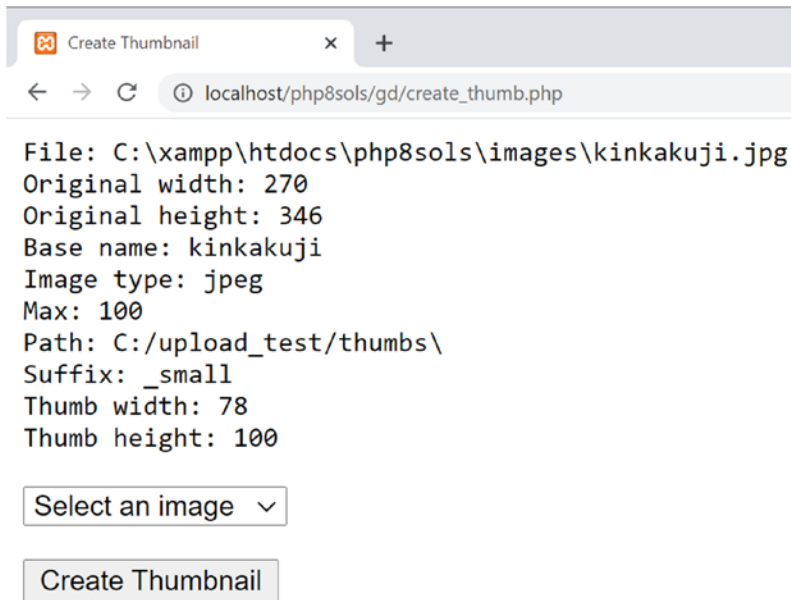 Create Thumbnail
localhost/php8sols/gd/create_thumb.php
File: C:\xampp\htdocs\php8sols\images\kinkakuji.jpg
Original width: 270
Original height: 346
Base name: kinkakuji
Image type: jpeg
Max: 100
Path: C:/upload_test/thumbs\
Suffix: _small
Thumb width: 78
Thumb height: 100
Select an image
Create Thumbnail